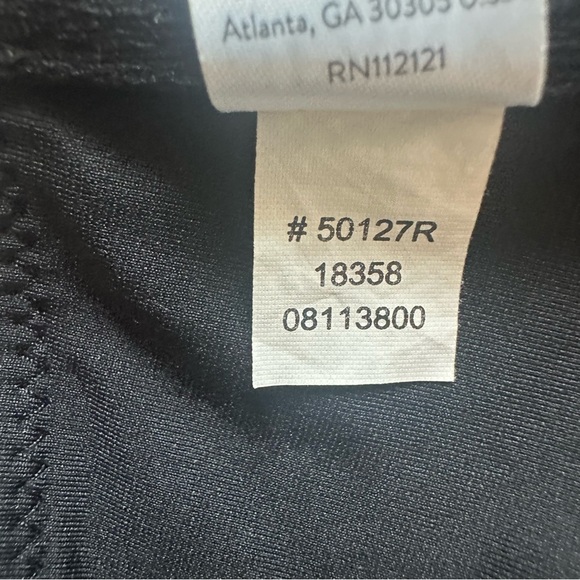 Atlanta, GA 30305
RN112121
# 50127R
18358
08113800